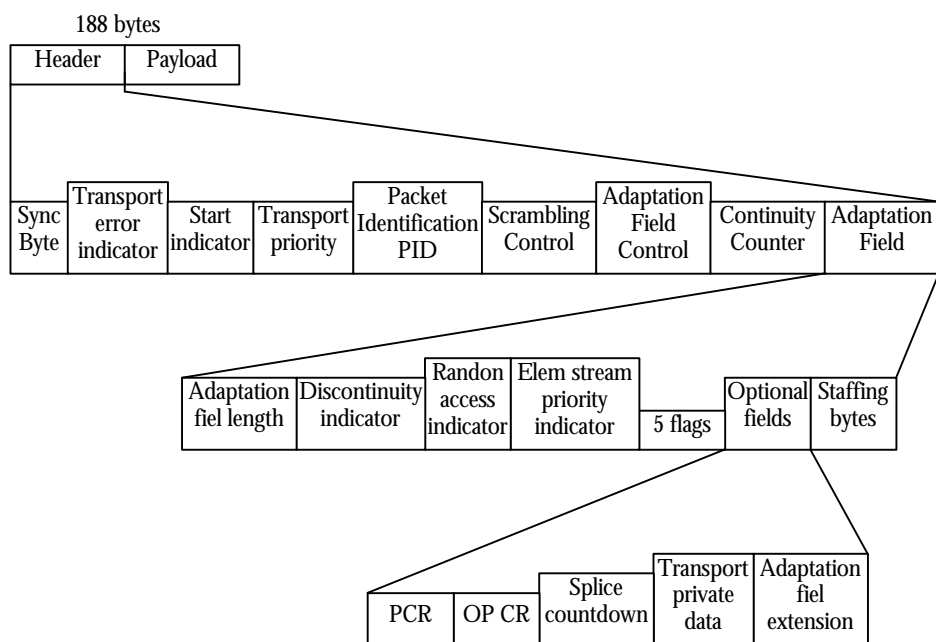 188 bytes
Header
Payload
Sync
Byte
Transport
error
indicator
Start
indicator
Transport
priority
Packet
Identification
PID
Scrambling
Control
Adaptation
Field
Control
Continuity
Counter
Adaptation
Field
Adaptation
fiel length
Discontinuity
indicator
Randon
access
indicator
Elem stream
priority
indicator
5 flags
Optional
fields
Staffing
bytes
PCR
OP CR
Splice
countdown
Transport
private
data
Adaptation
fiel
extension